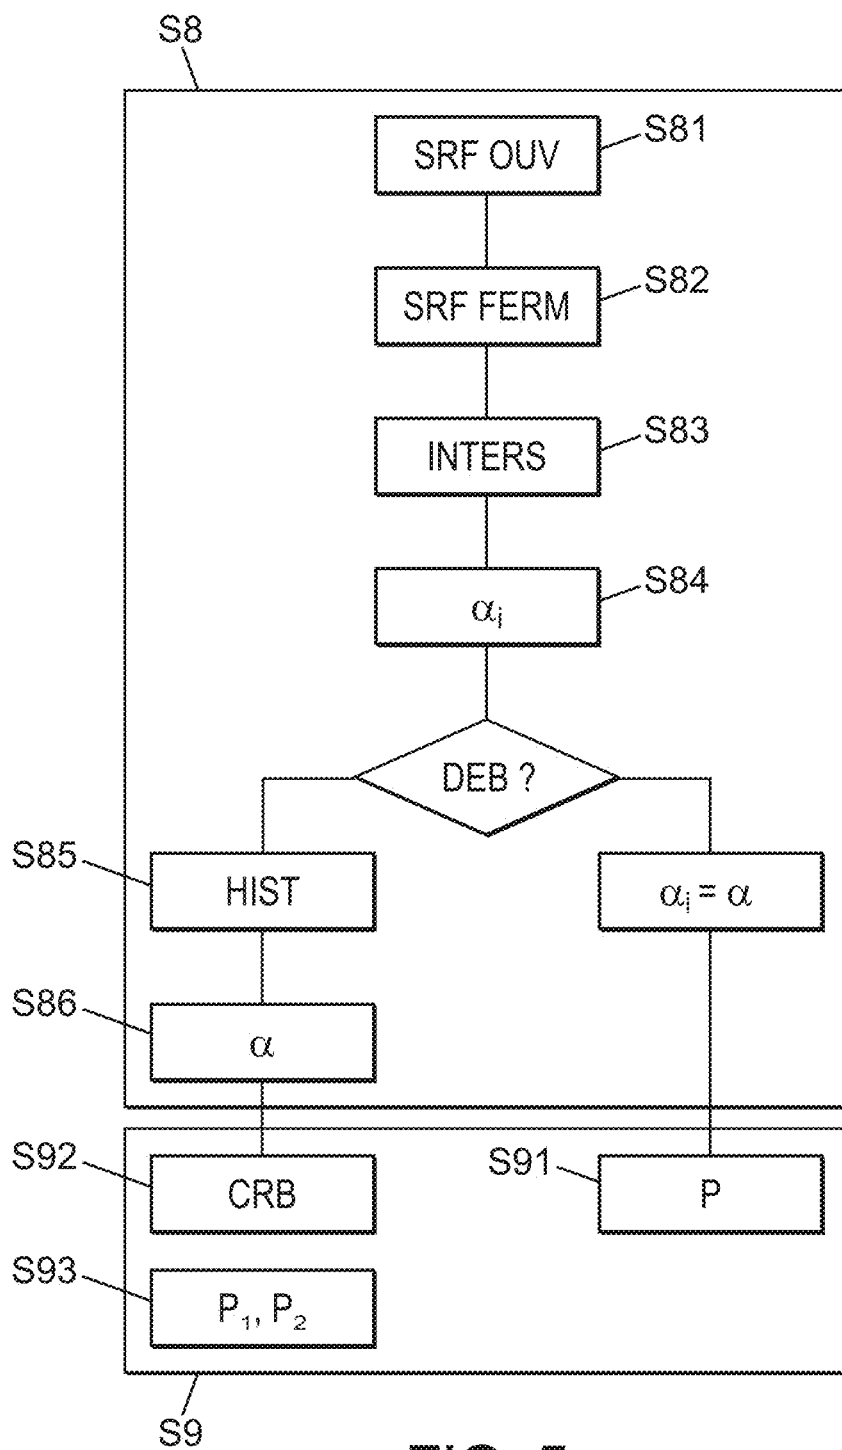 S8
SRF OUV
S81
SRF FERM
S82
INTERS
S83
αi
S84
DEB ?
S85
HIST
αi = α
S86
α
S92
CRB
S91
P
S93
P1, P2
S9